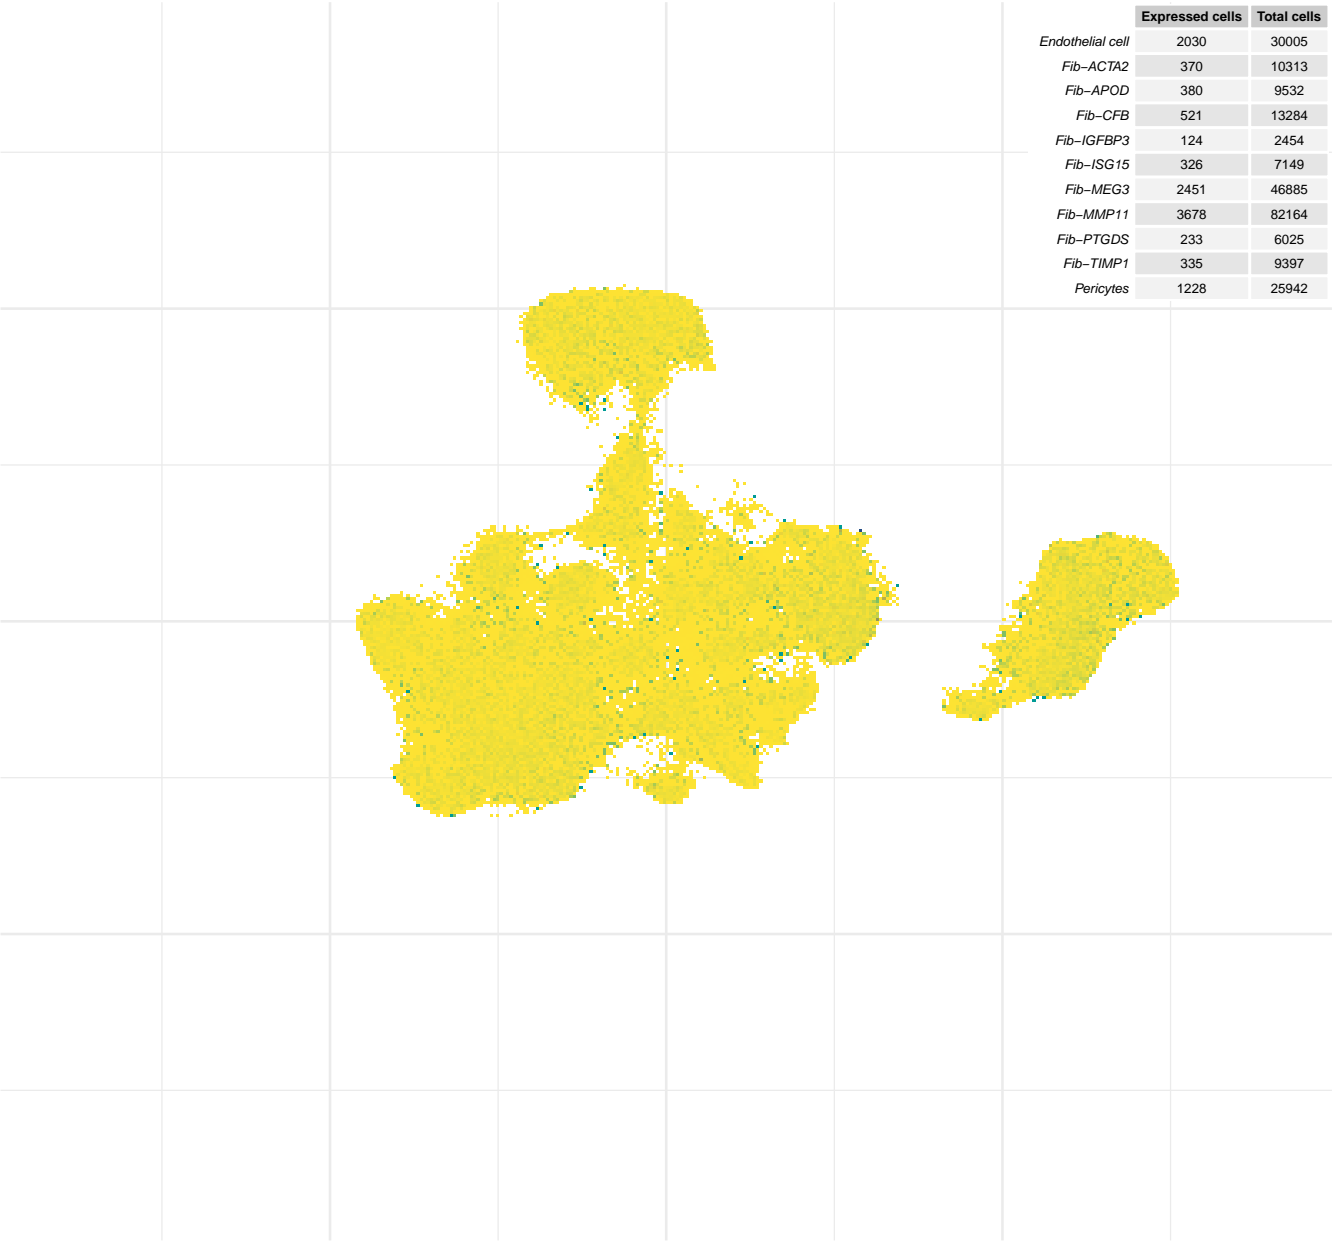 Expressed cells Total cells
Endothelial cell 2030 30005
Fib−ACTA2 370 10313
Fib−APOD 380 9532
Fib−CFB 521 13284
Fib−IGFBP3 124 2454
Fib−ISG15 326 7149
Fib−MEG3 2451 46885
Fib−MMP11 3678 82164
Fib−PTGDS 233 6025
Fib−TIMP1 335 9397
Pericytes 1228 25942